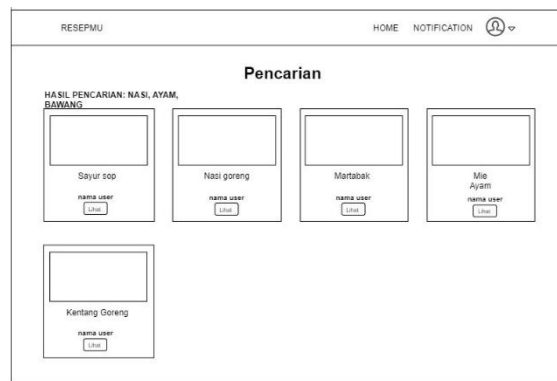 RESEPMU HOME NOTIFICATION
Pencarian
HASIL PENCARIAN: NASI, AYAM,
BAWANG
Sayur sop
nama user
Lihat
Nasi goreng
nama user
Lihat
Martabak
nama user
Lihat
Mie
Ayam
nama user
Lihat
Kentang Goreng
nama user
Lihat